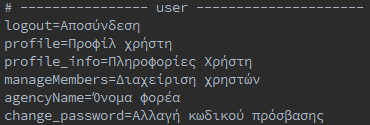 # ---------------- user ---------------------
logout=Αποσύνδεση
profile=Προφίλ χρήστη
profile_info=Πληροφορίες Χρήστη
manageMembers=Διαχείριση χρηστών
agencyName=Όνομα φορέα
change_password=Αλλαγή κωδικού πρόσβασης